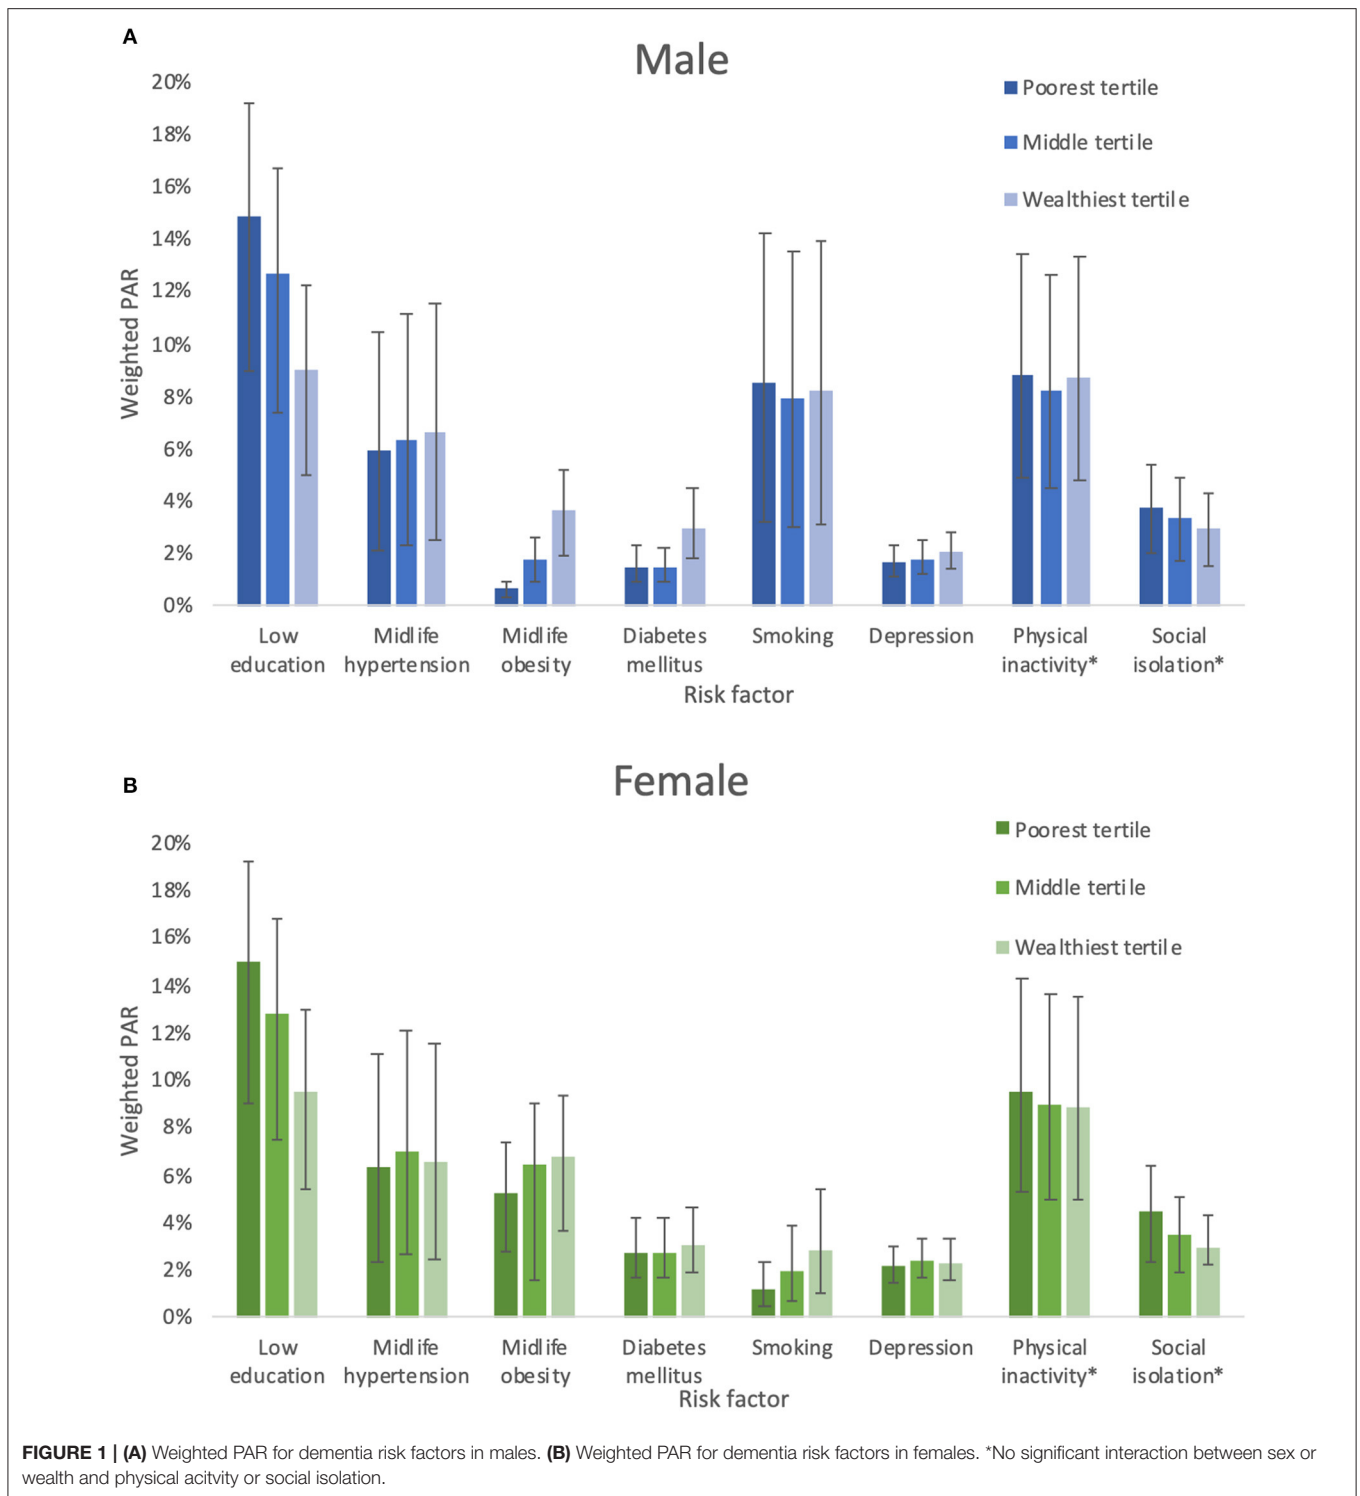 A
Male
20%
18%
16%
14%
12%
10%
8%
6%
4%
2%
0%
Weighted PAR
Poorest tertile
Middle tertile
Wealthiest tertile
Low education
Midlife hypertension
Midlife obesity
Diabetes mellitus
Smoking
Depression
Physical inactivity*
Social isolation*
Risk factor
B
Female
20%
18%
16%
14%
12%
10%
8%
6%
4%
2%
0%
Weighted PAR
Poorest tertile
Middle tertile
Wealthiest tertile
Low education
Midlife hypertension
Midlife obesity
Diabetes mellitus
Smoking
Depression
Physical inactivity*
Social isolation*
Risk factor
FIGURE 1 | (A) Weighted PAR for dementia risk factors in males. (B) Weighted PAR for dementia risk factors in females. *No significant interaction between sex or
wealth and physical acitvity or social isolation.